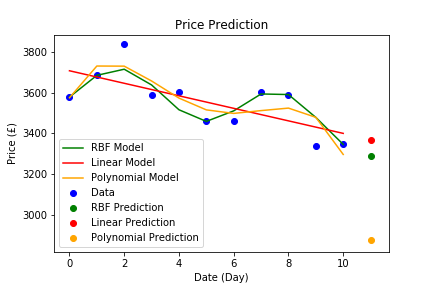 Price Prediction
Price (£)
3800
3600
3400
3200
3000
RBF Model
Linear Model
Polynomial Model
Data
RBF Prediction
Linear Prediction
Polynomial Prediction
0 2 4 6 8 10
Date (Day)